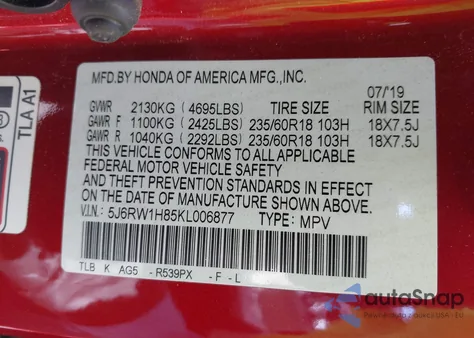 MFD.BY HONDA OF AMERICA MFG.,INC.
07/19
GVWR 2130KG (4695LBS) TIRE SIZE RIM SIZE
GAWR F 1100KG (2425LBS) 235/60R18 103H 18X7.5J
GAWR R 1040KG (2292LBS) 235/60R18 103H 18X7.5J
THIS VEHICLE CONFORMS TO ALL APPLICABLE
FEDERAL MOTOR VEHICLE SAFETY
AND THEFT PREVENTION STANDARDS IN EFFECT
ON THE DATE OF MANUFACTURE SHOWN ABOVE.
V.I.N: 5J6RW1H85KL006877 TYPE: MPV
TLB K AG5 - R539PX - F - L
TLA A1
autoSnap